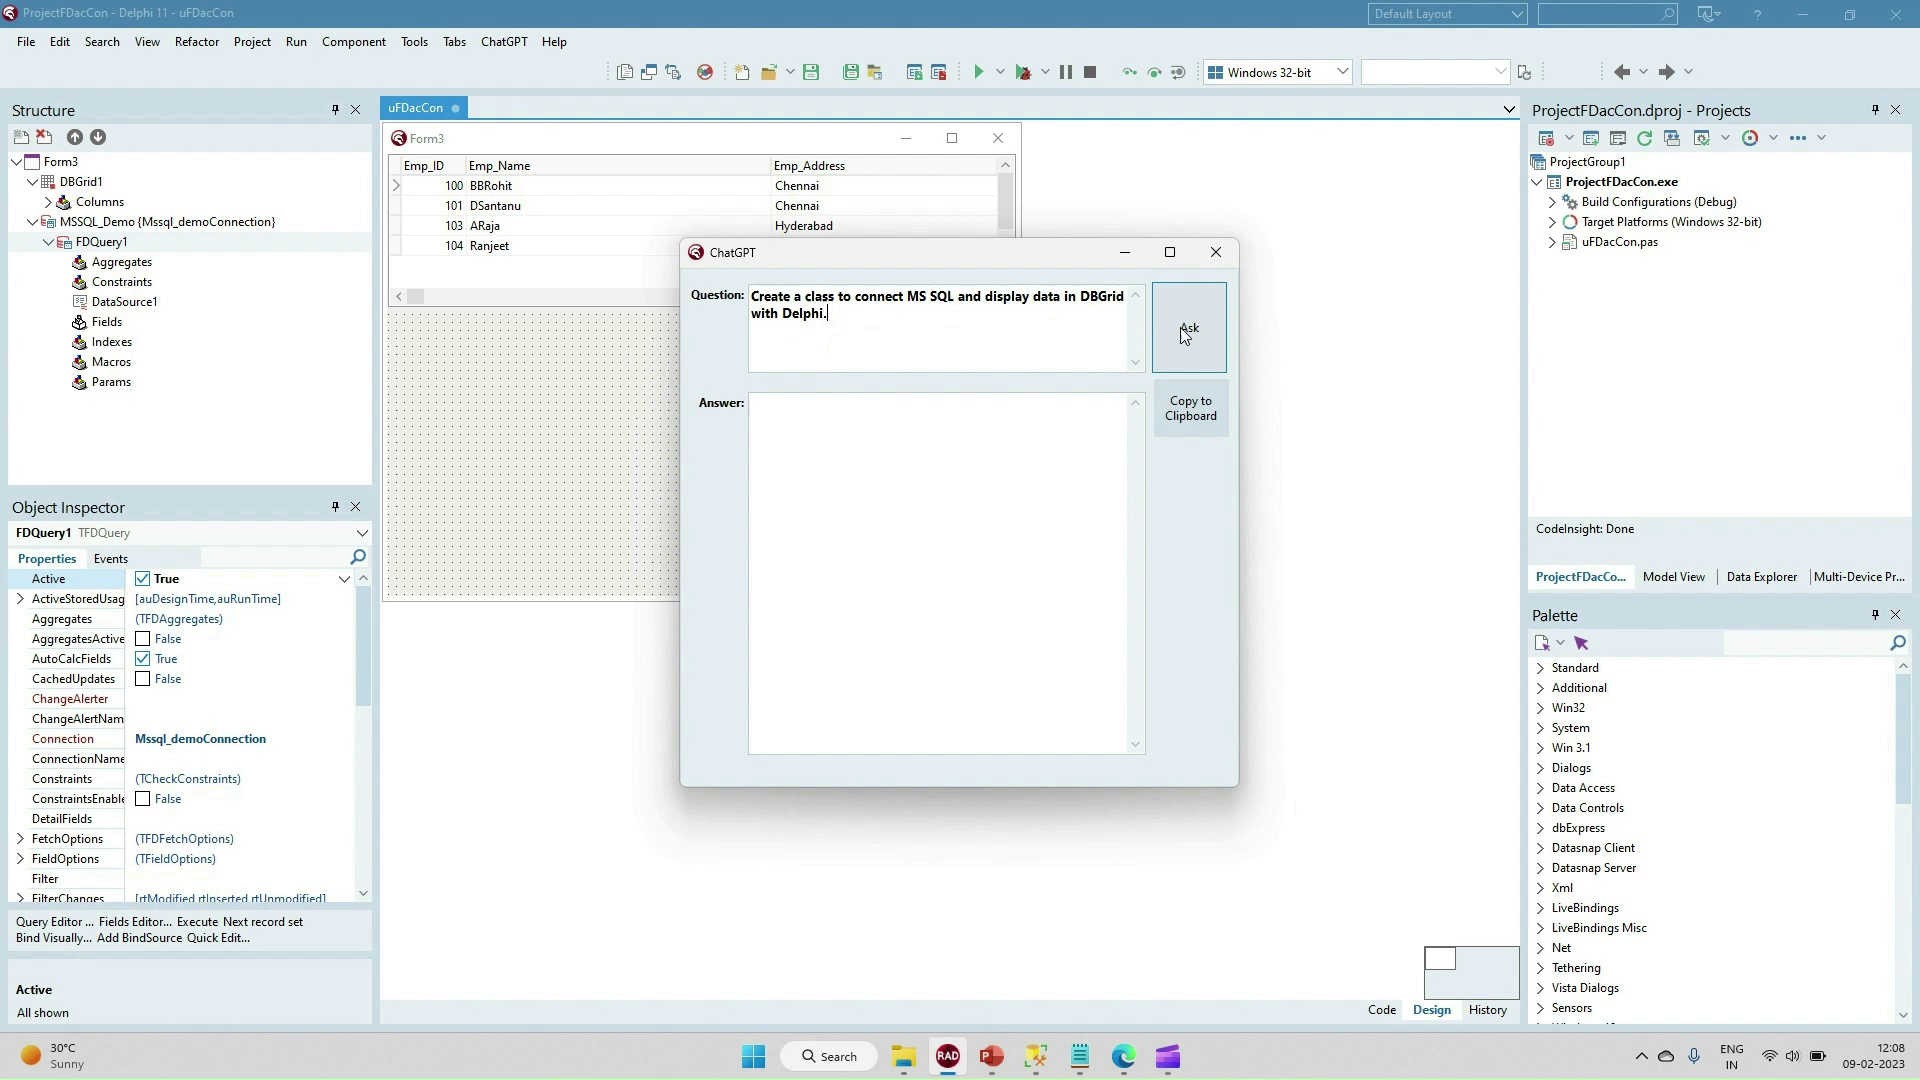 ProjectFDacCon - Delphi 11 - uFDacCon
Default Layout
File Edit Search View Refactor Project Run Component Tools Tabs ChatGPT Help
Windows 32-bit
Structure
Form3
DBGrid1
Columns
MSSQL_Demo {Mssql_demoConnection}
FDQuery1
Aggregates
Constraints
DataSource1
Fields
Indexes
Macros
Params
Object Inspector
FDQuery1 TFDQuery
Properties Events
Active True
ActiveStoredUsag [auDesignTime,auRunTime]
Aggregates (TFDAggregates)
AggregatesActive False
AutoCalcFields True
CachedUpdates False
ChangeAlerter
ChangeAlertNam
Connection Mssql_demoConnection
ConnectionName
Constraints (TCheckConstraints)
ConstraintsEnable False
DetailFields
FetchOptions (TFDFetchOptions)
FieldOptions (TFieldOptions)
Filter
FilterChanges [rtModified,rtInserted,rtUnmodified]
Query Editor ... Fields Editor... Execute Next record set
Bind Visually... Add BindSource Quick Edit...
Active
All shown
uFDacCon
Form3
Emp_ID Emp_Name Emp_Address
100 BBRohit Chennai
101 DSantanu Chennai
103 ARaja Hyderabad
104 Ranjeet
ChatGPT
Question: Create a class to connect MS SQL and display data in DBGrid
with Delphi.
Ask
Answer:
Copy to
Clipboard
Code Design History
ProjectFDacCon.dproj - Projects
ProjectGroup1
ProjectFDacCon.exe
Build Configurations (Debug)
Target Platforms (Windows 32-bit)
uFDacCon.pas
CodeInsight: Done
ProjectFDacCo... Model View Data Explorer Multi-Device Pr...
Palette
Standard
Additional
Win32
System
Win 3.1
Dialogs
Data Access
Data Controls
dbExpress
Datasnap Client
Datasnap Server
Xml
LiveBindings
LiveBindings Misc
Net
Tethering
Vista Dialogs
Sensors
30°C
Sunny
Search
RAD
ENG
IN
12:08
09-02-2023